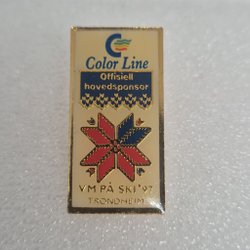 Color Line
Offisiell
hovedsponsor
VM PÅ SKI '97
TRONDHEIM